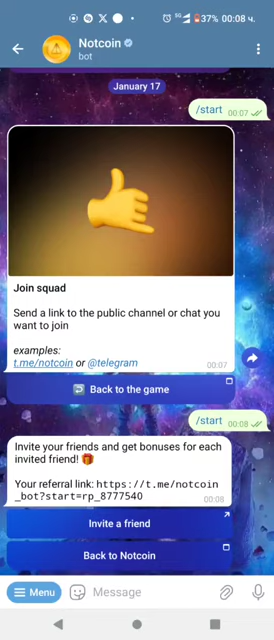 5G 37% 00:08 ч.
Notcoin
bot
January 17
/start 00:07
Join squad
Send a link to the public channel or chat you
want to join
examples:
t.me/notcoin or @telegram
00:07
Back to the game
/start 00:08
Invite your friends and get bonuses for each
invited friend!
Your referral link: https://t.me/notcoin
_bot?start=rp_8777540
00:08
Invite a friend
Back to Notcoin
Menu
Message